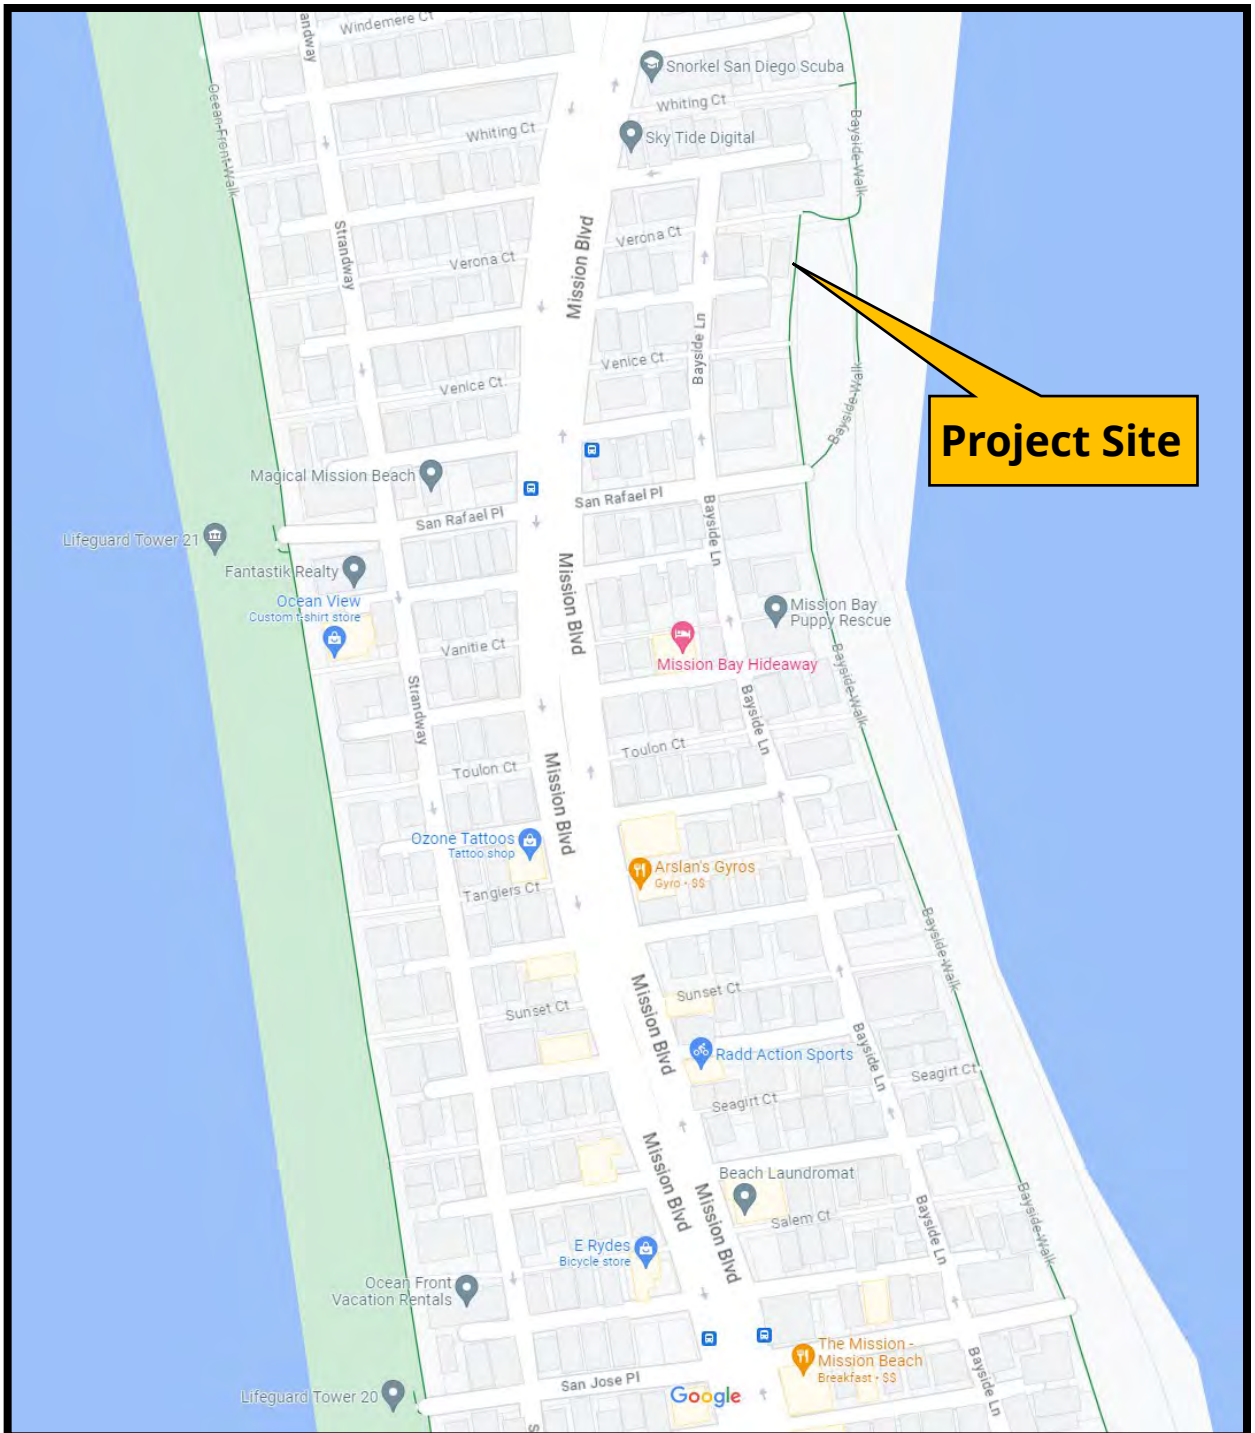 Windemere Ct
andway
Snorkel San Diego Scuba
Ocean Front Walk
Whiting Ct
Whiting Ct
Sky Tide Digital
Bayside Walk
Strandway
Mission Blvd
Verona Ct
Verona Ct
Bayside Ln
Venice Ct
Venice Ct
Bayside Walk
Project Site
Magical Mission Beach
San Rafael Pl
San Rafael Pl
Bayside Ln
Lifeguard Tower 21
Fantastik Realty
Mission Blvd
Ocean View
Custom t-shirt store
Mission Bay
Puppy Rescue
Vanitie Ct
Mission Bay Hideaway
Bayside Walk
Strandway
Bayside Ln
Toulon Ct
Toulon Ct
Mission Blvd
Ozone Tattoos
Tattoo shop
Arslan's Gyros
Gyro • $$
Tangiers Ct
Bayside Walk
Mission Blvd
Sunset Ct
Sunset Ct
Bayside Ln
Radd Action Sports
Seagirt Ct
Seagirt Ct
Mission Blvd
Beach Laundromat
Mission Blvd
Salem Ct
Bayside Ln
Bayside Walk
E Rydes
Bicycle store
Ocean Front
Vacation Rentals
The Mission -
Mission Beach
Breakfast • $$
Bayside Ln
San Jose Pl
Google
Lifeguard Tower 20
S